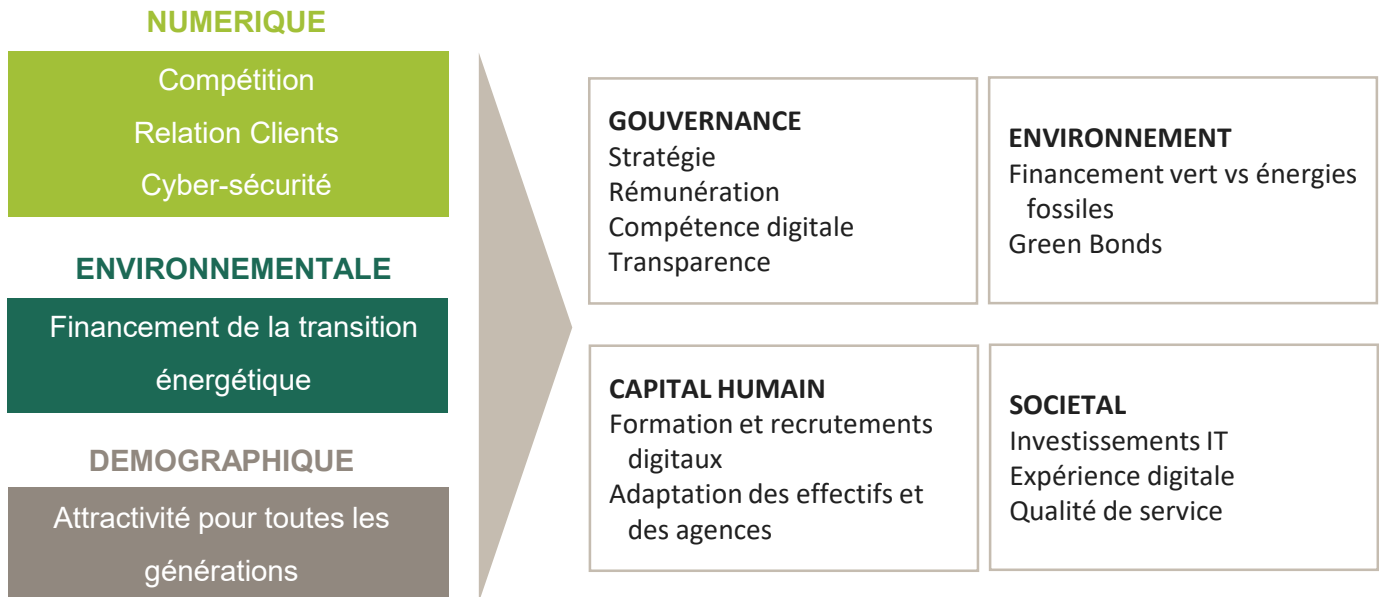 NUMERIQUE
Compétition
Relation Clients
Cyber-sécurité
ENVIRONNEMENTALE
Financement de la transition
énergétique
DEMOGRAPHIQUE
Attractivité pour toutes les
générations
GOUVERNANCE
Stratégie
Rémunération
Compétence digitale
Transparence
ENVIRONNEMENT
Financement vert vs énergies
fossiles
Green Bonds
CAPITAL HUMAIN
Formation et recrutements
digitaux
Adaptation des effectifs et
des agences
SOCIETAL
Investissements IT
Expérience digitale
Qualité de service